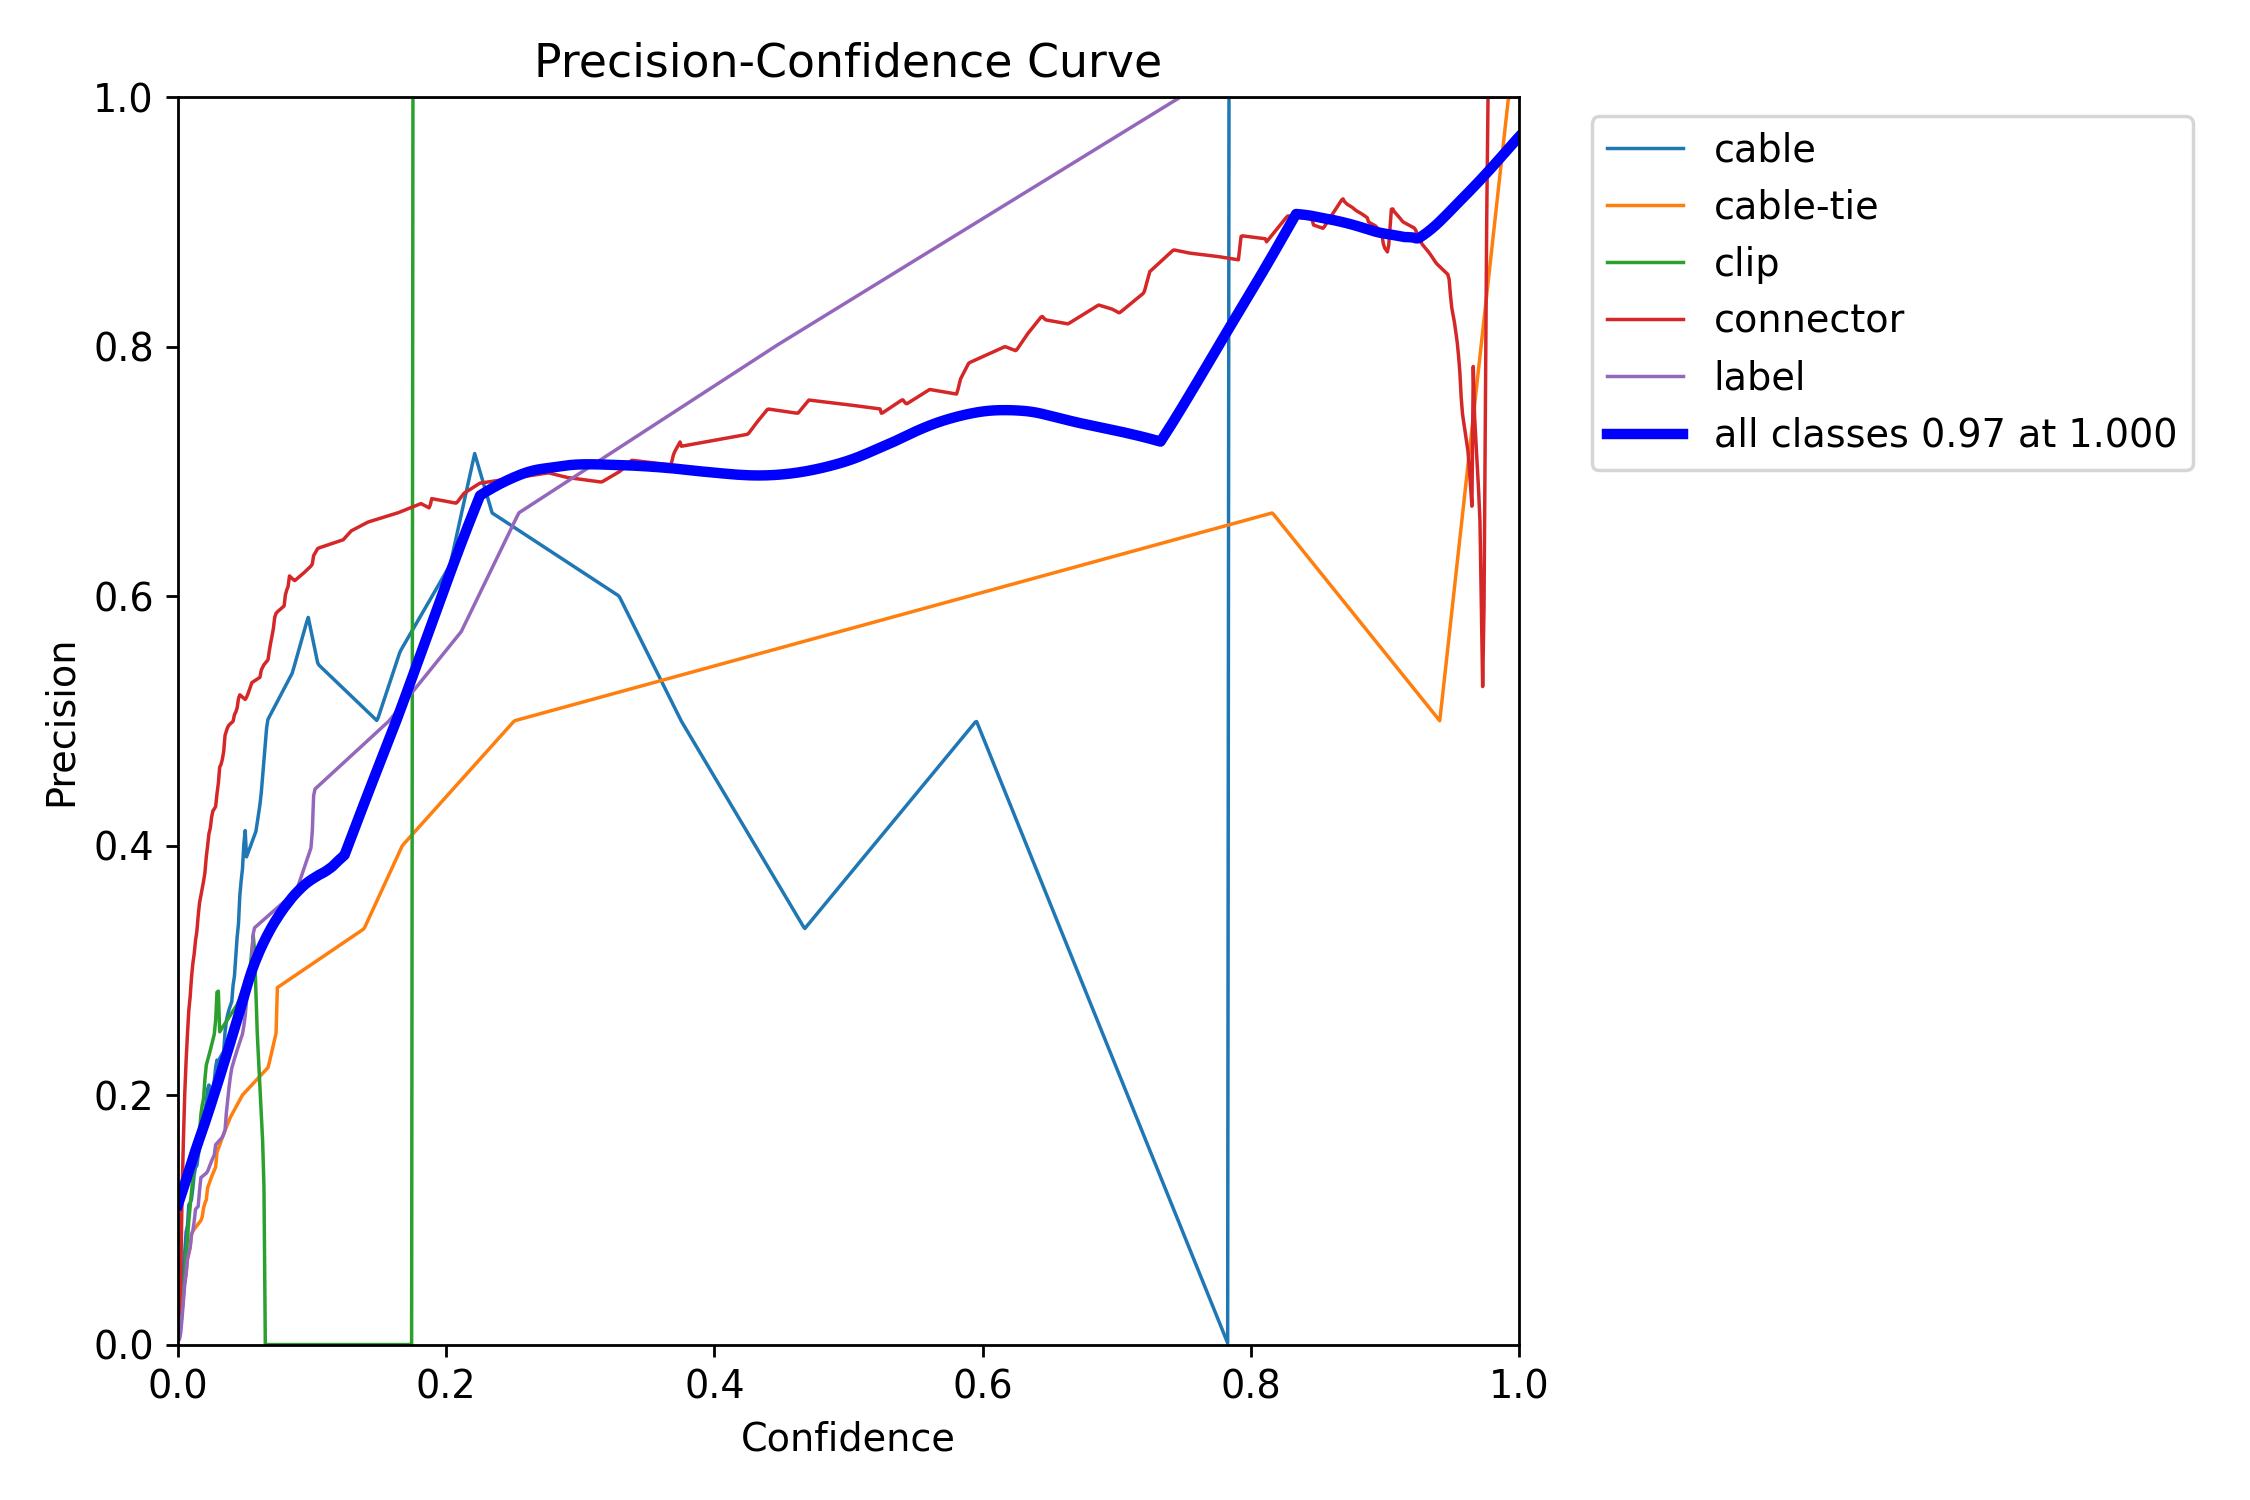 Precision-Confidence Curve
1.0
0.8
0.6
0.4
0.2
0.0
Precision
0.0 0.2 0.4 0.6 0.8 1.0
Confidence
cable
cable-tie
clip
connector
label
all classes 0.97 at 1.000